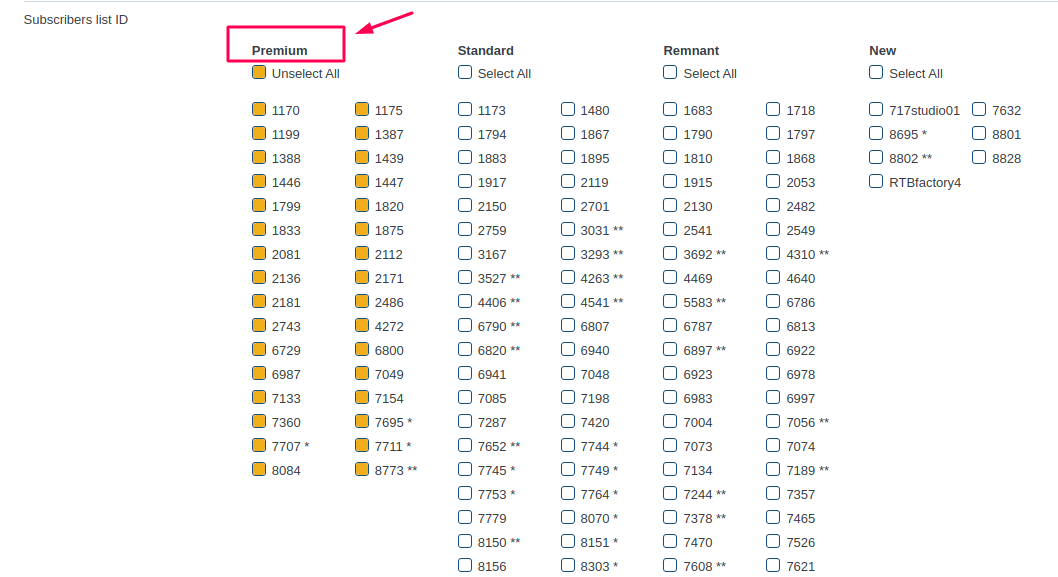 Subscribers list ID
Premium Standard Remnant New
Unselect All Select All Select All Select All
1170 1175 1173 1480 1683 1718 717studio01 7632
1199 1387 1794 1867 1790 1797 8695 * 8801
1388 1439 1883 1895 1810 1868 8802 ** 8828
1446 1447 1917 2119 1915 2053 RTBfactory4
1799 1820 2150 2701 2130 2482
1833 1875 2759 3031 ** 2541 2549
2081 2112 3167 3293 ** 3692 ** 4310 **
2136 2171 3527 ** 4263 ** 4469 4640
2181 2486 4406 ** 4541 ** 5583 ** 6786
2743 4272 6790 ** 6807 6787 6813
6729 6800 6820 ** 6940 6897 ** 6922
6987 7049 6941 7048 6923 6978
7133 7154 7085 7198 6983 6997
7360 7695 * 7287 7420 7004 7056 **
7707 * 7711 * 7652 ** 7744 * 7073 7074
8084 8773 ** 7745 * 7749 * 7134 7189 **
7753 * 7764 * 7244 ** 7357
7779 8070 * 7378 ** 7465
8150 ** 8151 * 7470 7526
8156 8303 * 7608 ** 7621